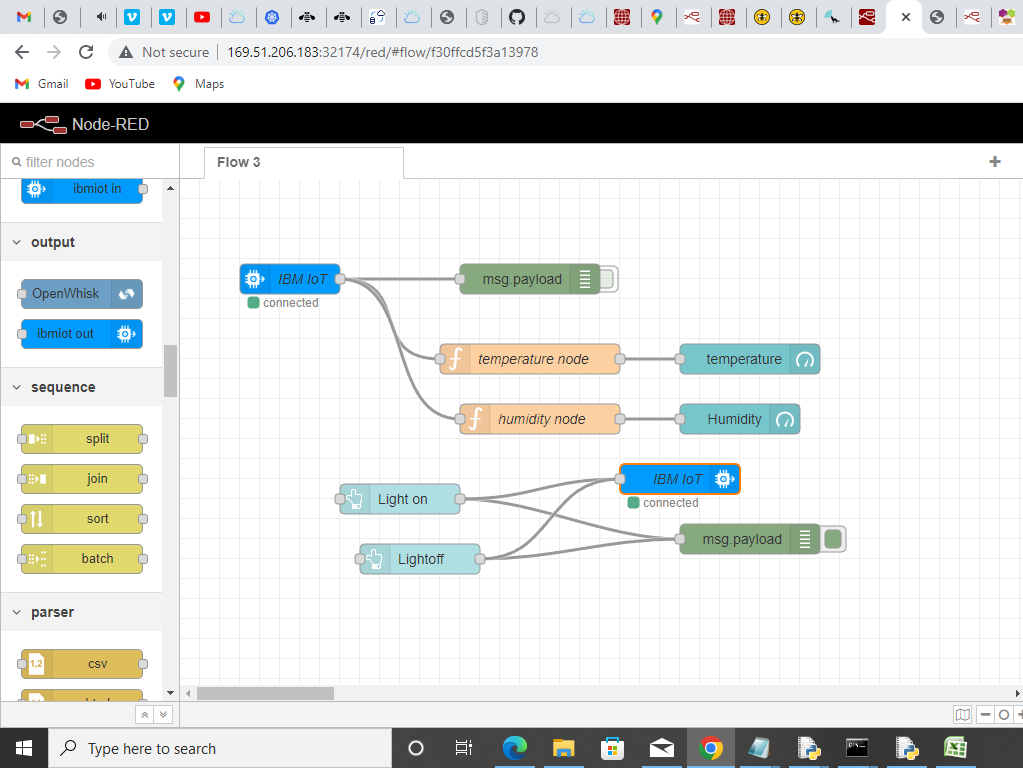 Not secure
169.51.206.183:32174/red/#flow/f30ffcd5f3a13978
Gmail
YouTube
Maps
Node-RED
filter nodes
Flow 3
ibmiot in
output
OpenWhisk
ibmiot out
sequence
split
join
sort
batch
parser
1,2
csv
IBM IoT
connected
msg.payload
temperature node
temperature
humidity node
Humidity
Light on
IBM IoT
connected
Lightoff
msg.payload
Type here to search